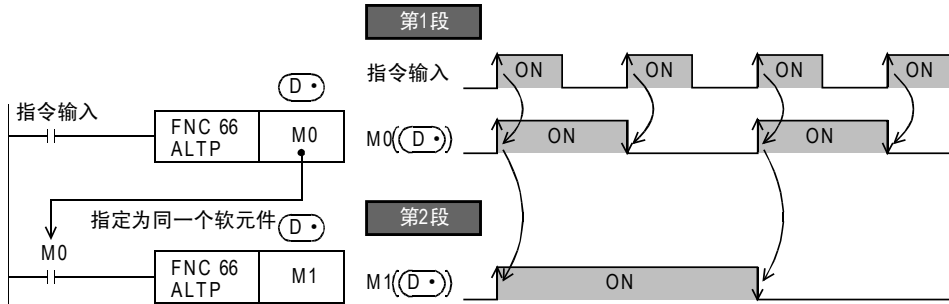 第1段
指令输入 ON ON ON ON
D·
指令输入
FNC 66
ALTP
M0
M0(D·) ON ON
指定为同一个软元件 D·
第2段
M0
FNC 66
ALTP
M1
M1(D·) ON